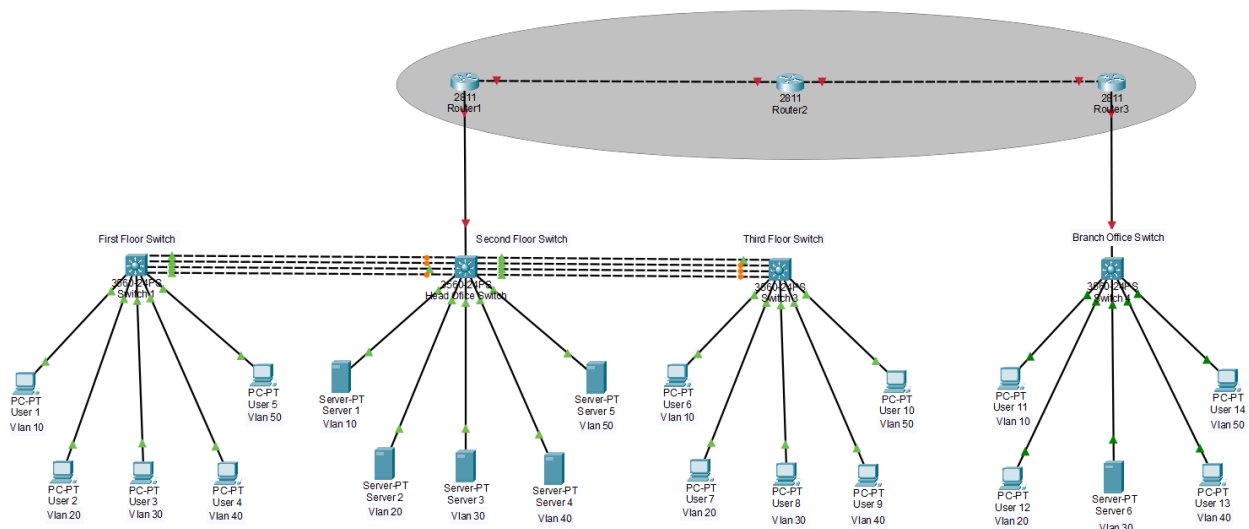 2811
Router1
2811
Router2
2811
Router3
First Floor Switch
Second Floor Switch
Third Floor Switch
Branch Office Switch
3560-24PS
Switch 1
3560-24PS
Head Ofice Switch
3560-24PS
Switch 3
3560-24PS
Switch 4
PC-PT
User 1
Vlan 10
PC-PT
User 5
Vlan 50
Server-PT
Server 1
Vlan 10
Server-PT
Server 5
Vlan 50
PC-PT
User 6
Vlan 10
PC-PT
User 10
Vlan 50
PC-PT
User 11
Vlan 10
PC-PT
User 14
Vlan 50
PC-PT
User 2
Vlan 20
PC-PT
User 3
Vlan 30
PC-PT
User 4
Vlan 40
Server-PT
Server 2
Vlan 20
Server-PT
Server 3
Vlan 30
Server-PT
Server 4
Vlan 40
PC-PT
User 7
Vlan 20
PC-PT
User 8
Vlan 30
PC-PT
User 9
Vlan 40
PC-PT
User 12
Vlan 20
Server-PT
Server 6
Vlan 30
PC-PT
User 13
Vlan 40